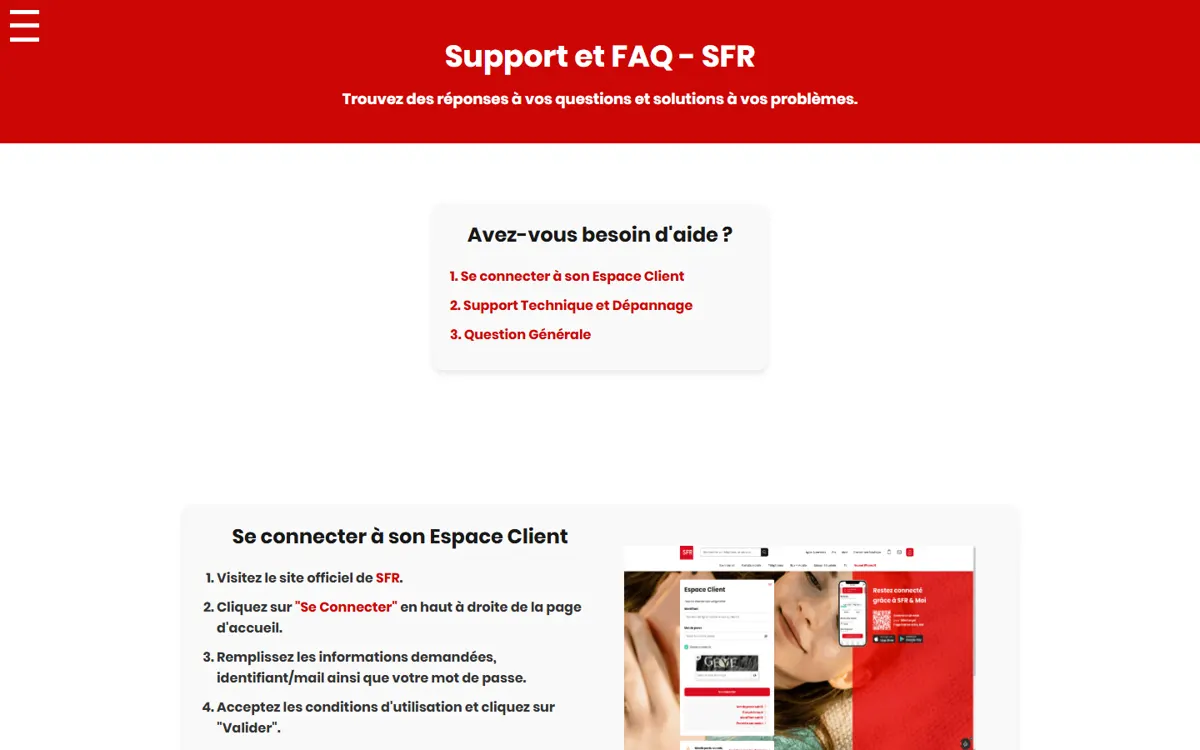 Support et FAQ - SFR
Trouvez des réponses à vos questions et solutions à vos problèmes.
Avez-vous besoin d'aide ?
1. Se connecter à son Espace Client
2. Support Technique et Dépannage
3. Question Générale
Se connecter à son Espace Client
1. Visitez le site officiel de SFR.
2. Cliquez sur "Se Connecter" en haut à droite de la page
d'accueil.
3. Remplissez les informations demandées,
identifiant/mail ainsi que votre mot de passe.
4. Acceptez les conditions d'utilisation et cliquez sur
"Valider".
SFR
Espace Client
Restez connecté
grâce à SFR & Moi